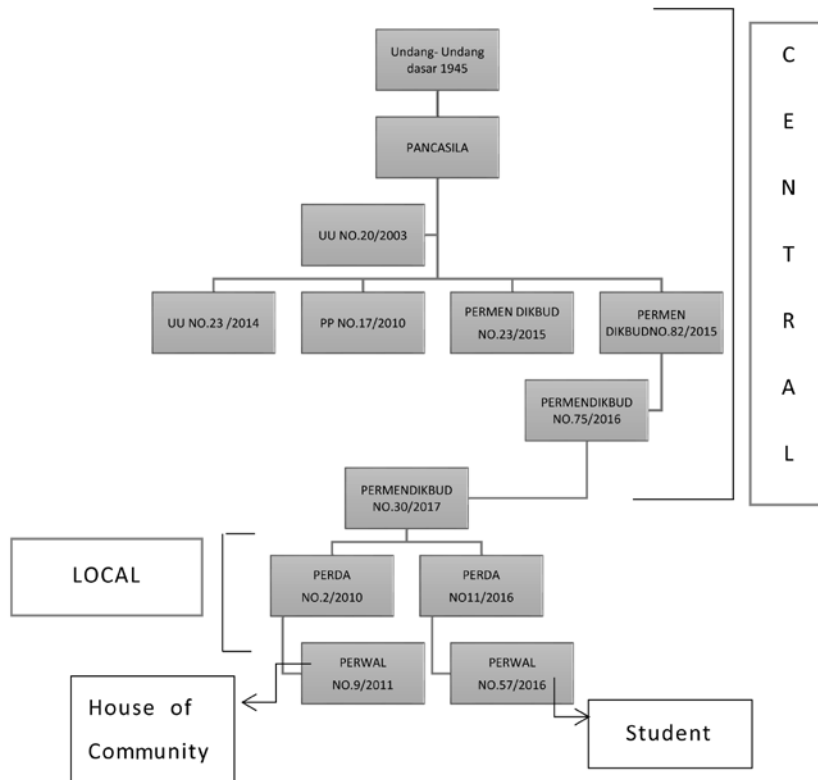 Undang- Undang
dasar 1945
PANCASILA
UU NO.20/2003
UU NO.23 /2014
PP NO.17/2010
PERMEN DIKBUD
NO.23/2015
PERMEN
DIKBUDNO.82/2015
PERMENDIKBUD
NO.75/2016
PERMENDIKBUD
NO.30/2017
C
E
N
T
R
A
L
LOCAL
PERDA
NO.2/2010
PERDA
NO11/2016
PERWAL
NO.9/2011
PERWAL
NO.57/2016
House of
Community
Student